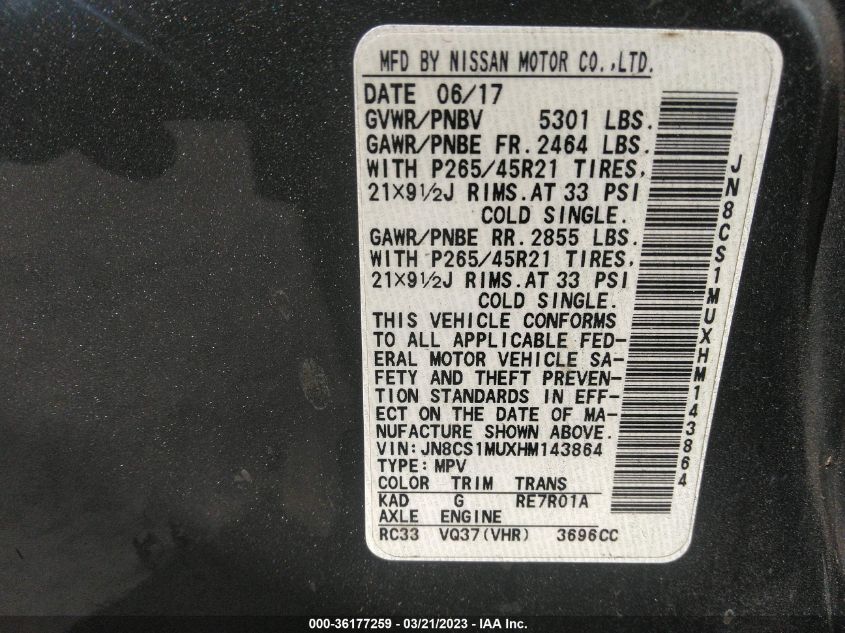 MFD BY NISSAN MOTOR CO.,LTD.
DATE 06/17
GVWR/PNBV 5301 LBS.
GAWR/PNBE FR.2464 LBS.
WITH P265/45R21 TIRES,
21×9½J RIMS.AT 33 PSI
COLD SINGLE.
GAWR/PNBE RR.2855 LBS.
WITH P265/45R21 TIRES,
21×9½J RIMS.AT 33 PSI
COLD SINGLE.
THIS VEHICLE CONFORMS
TO ALL APPLICABLE FED-
ERAL MOTOR VEHICLE SA-
FETY AND THEFT PREVEN-
TION STANDARDS IN EFF-
ECT ON THE DATE OF MA-
NUFACTURE SHOWN ABOVE.
VIN:JN8CS1MUXHM143864
TYPE:MPV
COLOR TRIM TRANS
KAD G RE7R01A
AXLE ENGINE
RC33 VQ37(VHR) 3696CC
JN8CS1MUXHM143864
000-36177259 - 03/21/2023 - IAAI INC.